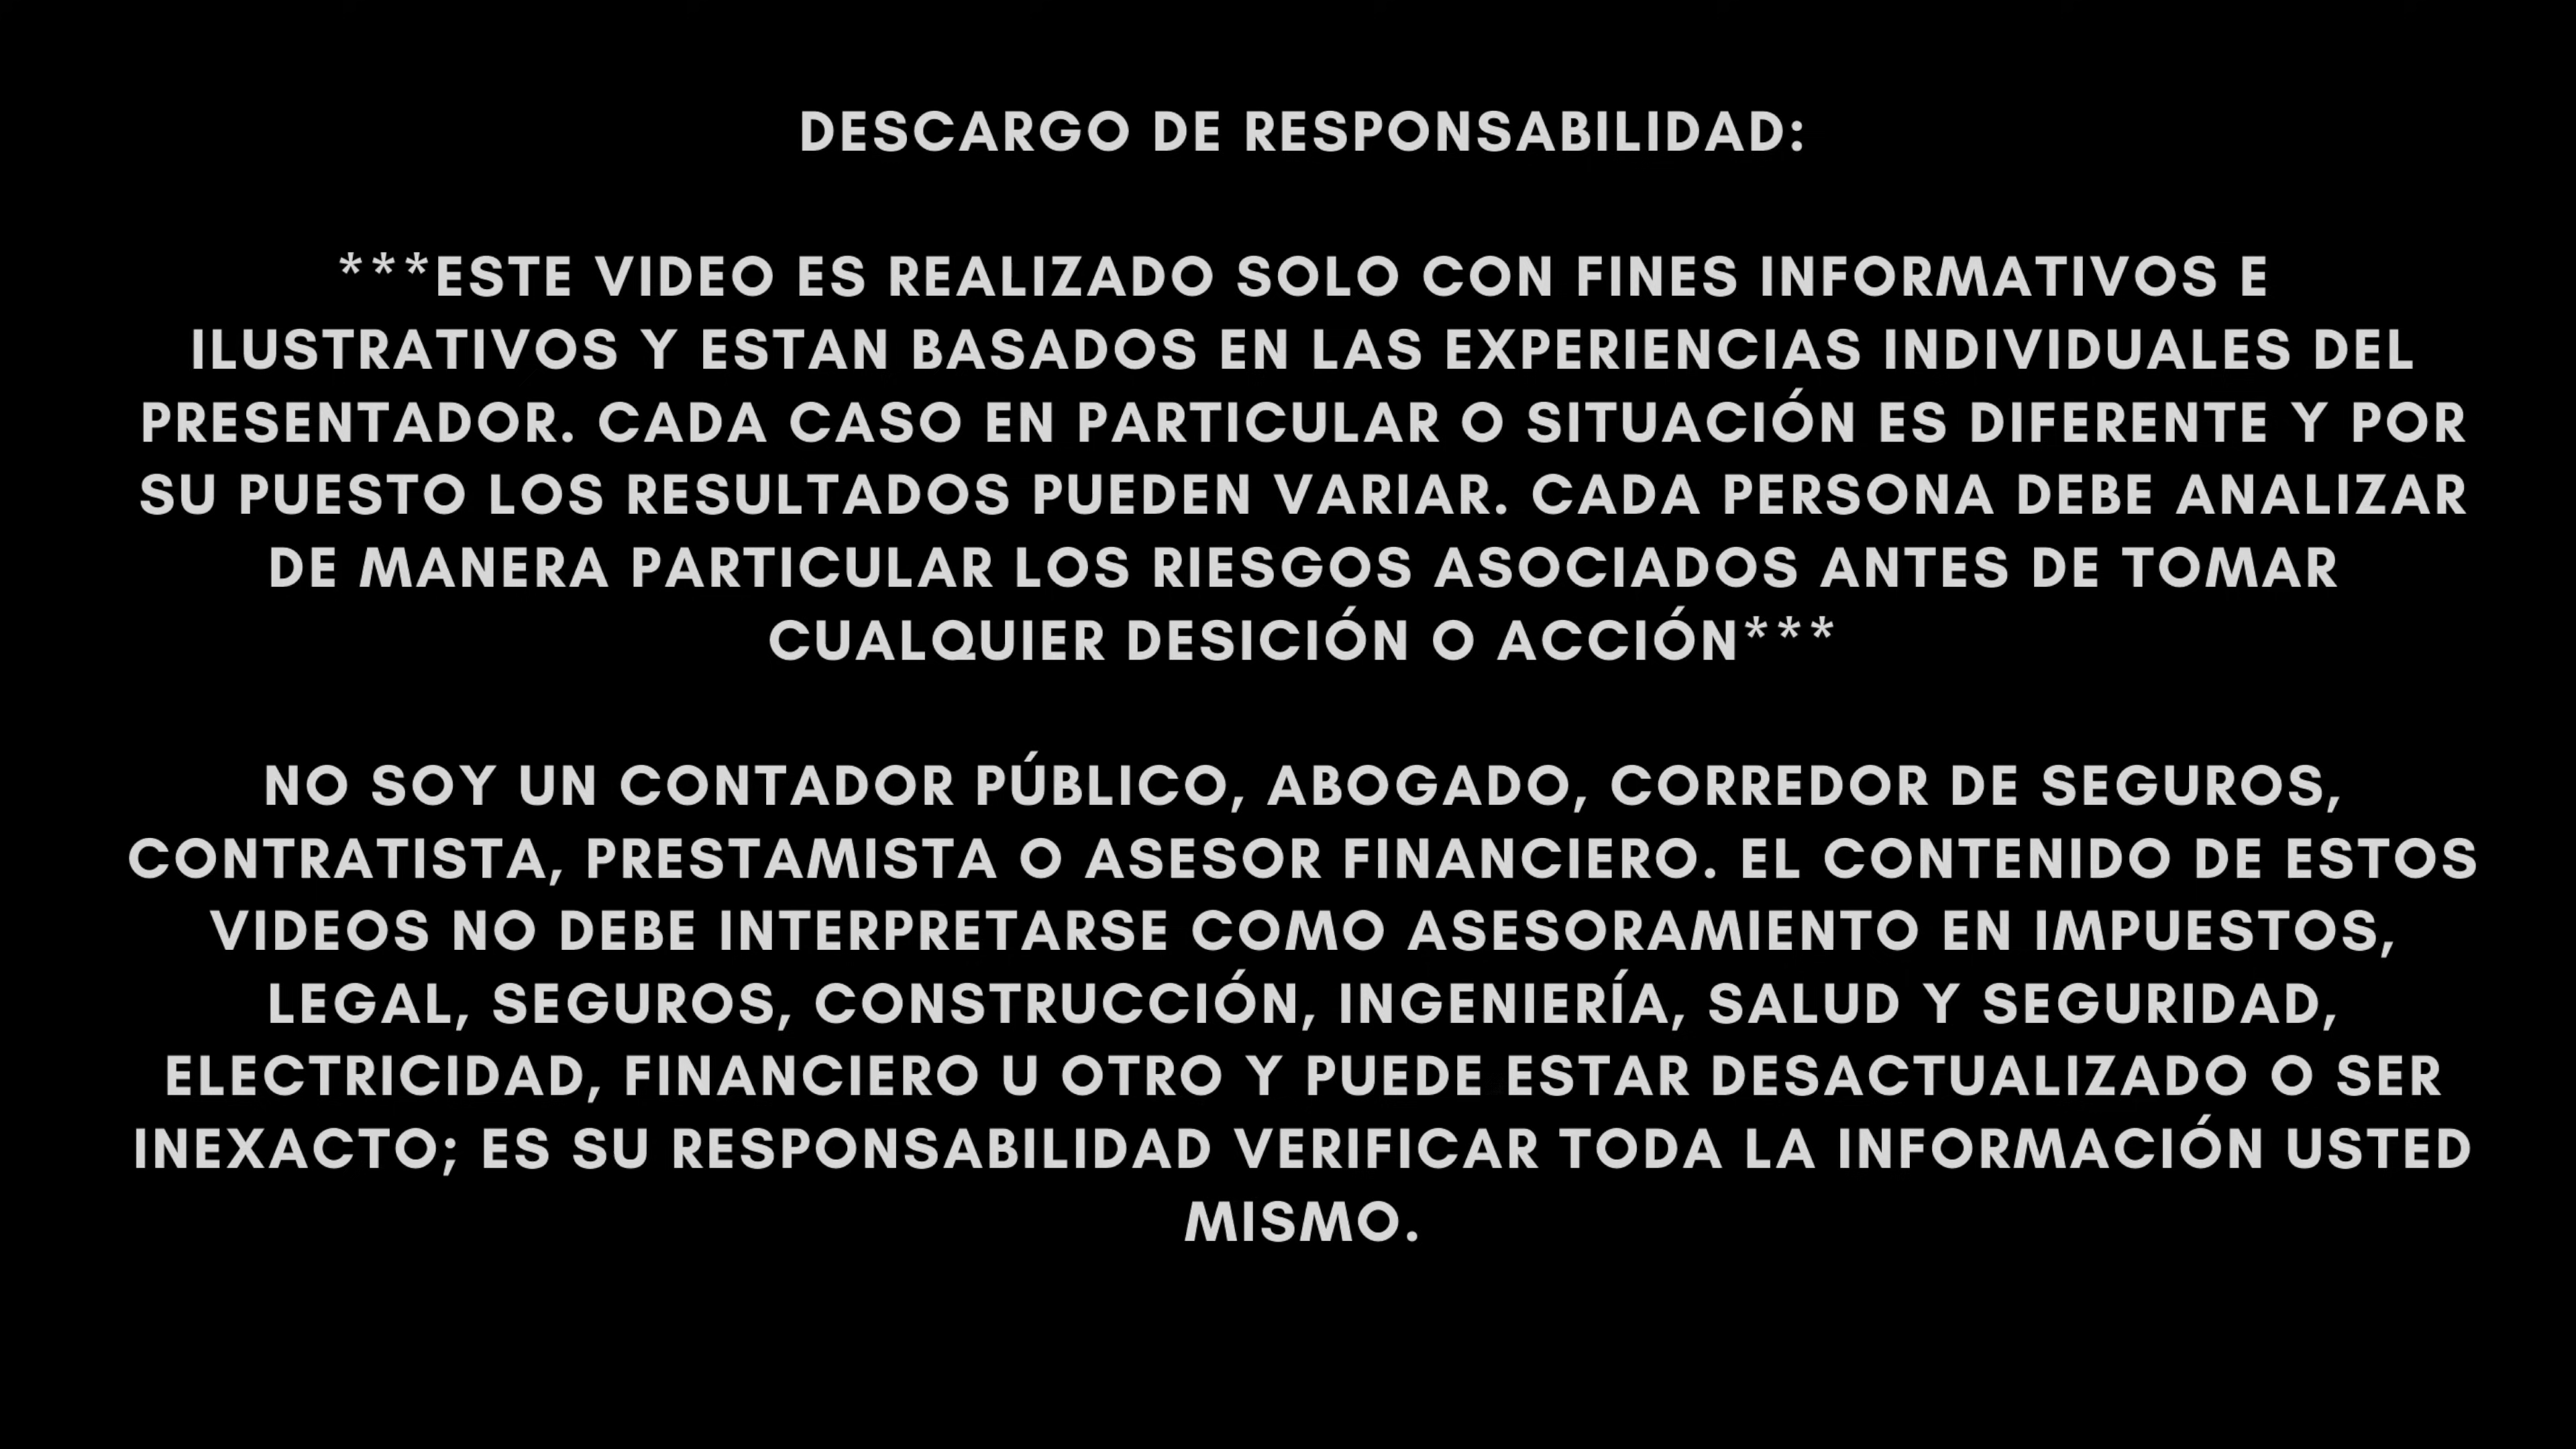 DESCARGO DE RESPONSABILIDAD:
***ESTE VIDEO ES REALIZADO SOLO CON FINES INFORMATIVOS E
ILUSTRATIVOS Y ESTAN BASADOS EN LAS EXPERIENCIAS INDIVIDUALES DEL
PRESENTADOR. CADA CASO EN PARTICULAR O SITUACIÓN ES DIFERENTE Y POR
SU PUESTO LOS RESULTADOS PUEDEN VARIAR. CADA PERSONA DEBE ANALIZAR
DE MANERA PARTICULAR LOS RIESGOS ASOCIADOS ANTES DE TOMAR
CUALQUIER DESICIÓN O ACCIÓN***
NO SOY UN CONTADOR PÚBLICO, ABOGADO, CORREDOR DE SEGUROS,
CONTRATISTA, PRESTAMISTA O ASESOR FINANCIERO. EL CONTENIDO DE ESTOS
VIDEOS NO DEBE INTERPRETARSE COMO ASESORAMIENTO EN IMPUESTOS,
LEGAL, SEGUROS, CONSTRUCCIÓN, INGENIERÍA, SALUD Y SEGURIDAD,
ELECTRICIDAD, FINANCIERO U OTRO Y PUEDE ESTAR DESACTUALIZADO O SER
INEXACTO; ES SU RESPONSABILIDAD VERIFICAR TODA LA INFORMACIÓN USTED
MISMO.